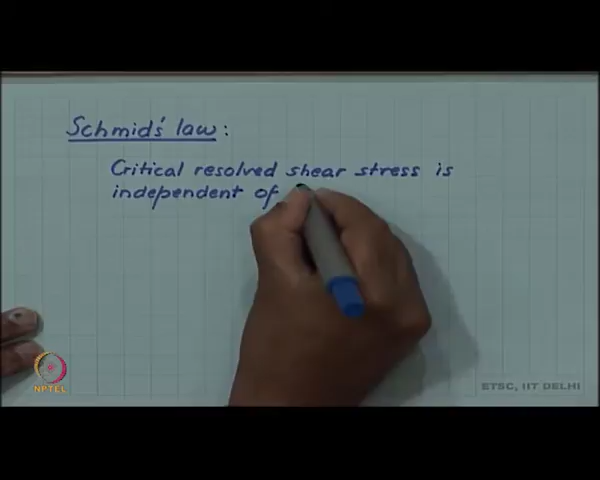 Schmid's law:
Critical resolved shear stress is
independent of
NPTEL
ETSC, IIT DELHI